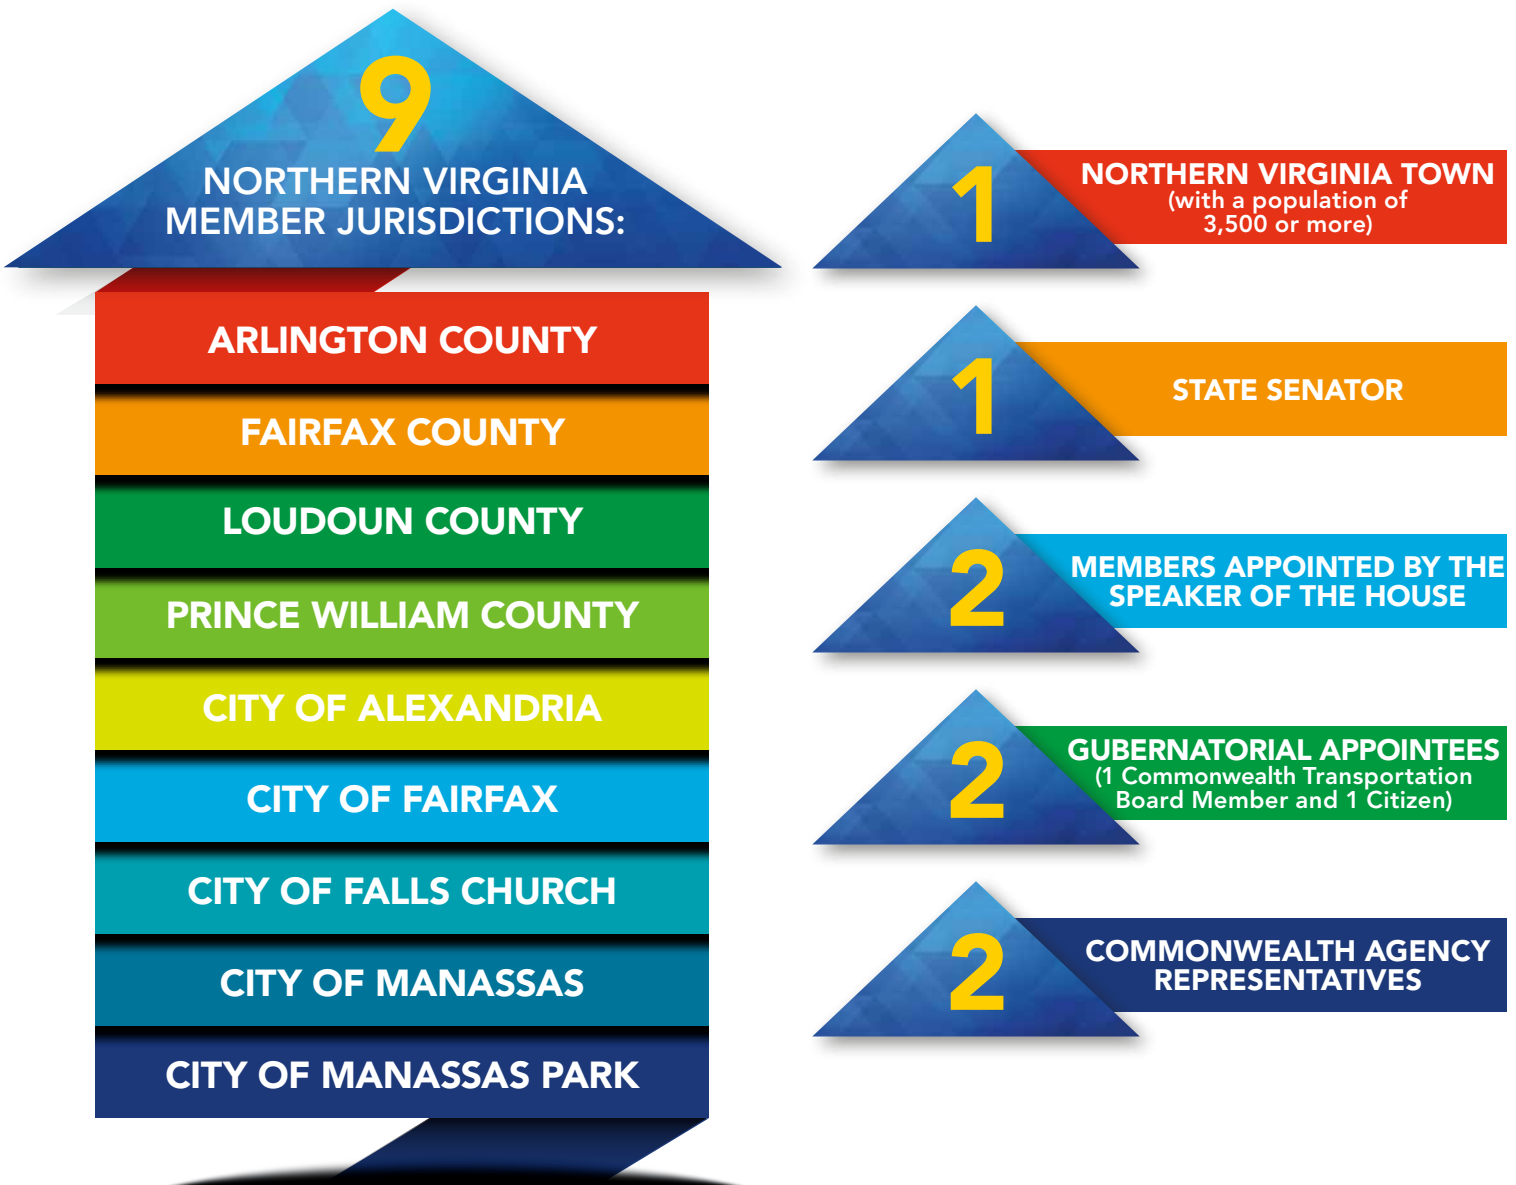 9
NORTHERN VIRGINIA
MEMBER JURISDICTIONS:
ARLINGTON COUNTY
FAIRFAX COUNTY
LOUDOUN COUNTY
PRINCE WILLIAM COUNTY
CITY OF ALEXANDRIA
CITY OF FAIRFAX
CITY OF FALLS CHURCH
CITY OF MANASSAS
CITY OF MANASSAS PARK
1
NORTHERN VIRGINIA TOWN
(with a population of
3,500 or more)
1
STATE SENATOR
2
MEMBERS APPOINTED BY THE
SPEAKER OF THE HOUSE
2
GUBERNATORIAL APPOINTEES
(1 Commonwealth Transportation
Board Member and 1 Citizen)
2
COMMONWEALTH AGENCY
REPRESENTATIVES